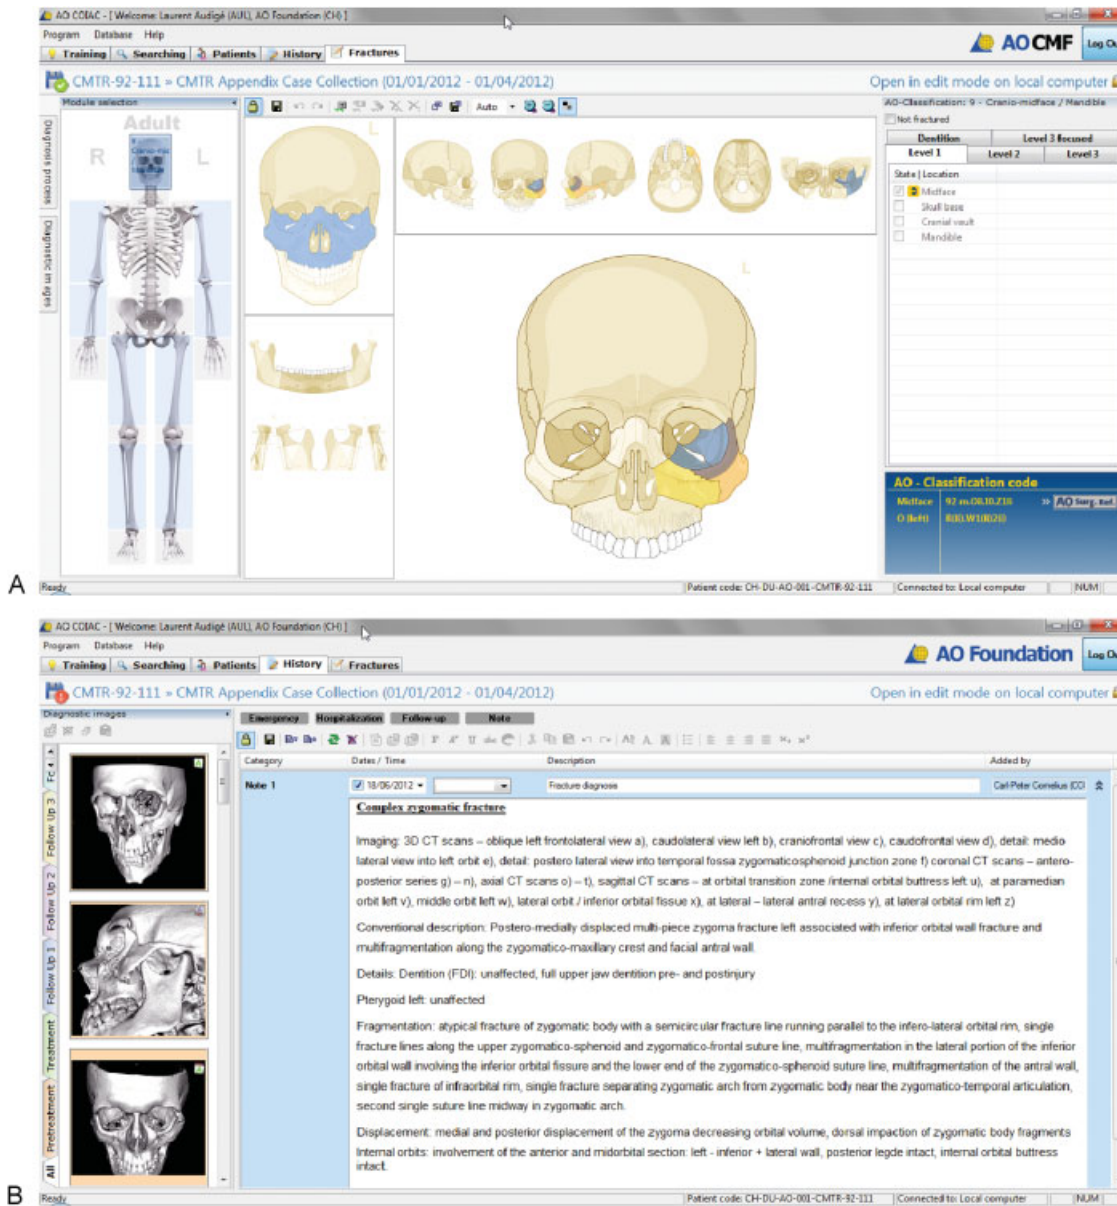 AO COIAC - [ Welcome: Laurent Audigé (AUL), AO Foundation (CH) ]
Program Database Help
Training Searching Patients History Fractures
AO CMF
Log Ou
CMTR-92-111 » CMTR Appendix Case Collection (01/01/2012 - 01/04/2012)
Open in edit mode on local computer
Module selection
Diagnosis process
Diagnostic images
Adult
R
L
Auto
L
L
AO-Classification: 9 - Cranio-midface / Mandible
Not fractured
Dentition Level 3 focused
Level 1 Level 2 Level 3
State | Location
Midface
Skull base
Cranial vault
Mandible
AO - Classification code
Midface
» AO Surg. Ref.
O (left)
Ready
Patient code: CH-DU-AO-001-CMTR-92-111
Connected to: Local computer
NUM
A
AO COIAC - [ Welcome: Laurent Audigé (AUL), AO Foundation (CH) ]
Program Database Help
Training Searching Patients History Fractures
AO Foundation
Log Ou
CMTR-92-111 » CMTR Appendix Case Collection (01/01/2012 - 01/04/2012)
Open in edit mode on local computer
Diagnostic images
Follow Up 3
Follow Up 2
Follow Up 1
Treatment
Pretreatment
All
Emergency Hospitalization Follow-up Note
Category Dates / Time Description Added by
Note 1 18/06/2012 Fracture diagnosis Carl-Peter Cornelius (CO
Complex zygomatic fracture
Imaging: 3D CT scans – oblique left frontolateral view a), caudolateral view left b), craniofrontal view c), caudofrontal view d), detail: medio
lateral view into left orbit e), detail: postero lateral view into temporal fossa zygomaticosphenoid junction zone f) coronal CT scans – antero-
posterior series g) – n), axial CT scans o) – t), sagittal CT scans – at orbital transition zone /internal orbital buttress left u), at paramedian
orbit left v), middle orbit left w), lateral orbit / inferior orbital fissue x), at lateral – lateral antral recess y), at lateral orbital rim left z)
Conventional description: Postero-medially displaced multi-piece zygoma fracture left associated with inferior orbital wall fracture and
multifragmentation along the zygomatico-maxillary crest and facial antral wall.
Details: Dentition (FDI): unaffected, full upper jaw dentition pre- and postinjury
Pterygoid left: unaffected
Fragmentation: atypical fracture of zygomatic body with a semicircular fracture line running parallel to the infero-lateral orbital rim, single
fracture lines along the upper zygomatico-sphenoid and zygomatico-frontal suture line, multifragmentation in the lateral portion of the inferior
orbital wall involving the inferior orbital fissure and the lower end of the zygomatico-sphenoid suture line, multifragmentation of the antral wall,
single fracture of infraorbital rim, single fracture separating zygomatic arch from zygomatic body near the zygomatico-temporal articulation,
second single suture line midway in zygomatic arch.
Displacement: medial and posterior displacement of the zygoma decreasing orbital volume, dorsal impaction of zygomatic body fragments
Internal orbits: involvement of the anterior and midorbital section: left - inferior + lateral wall, posterior legde intact, internal orbital buttress
intact.
Ready
Patient code: CH-DU-AO-001-CMTR-92-111
Connected to: Local computer
NUM
B